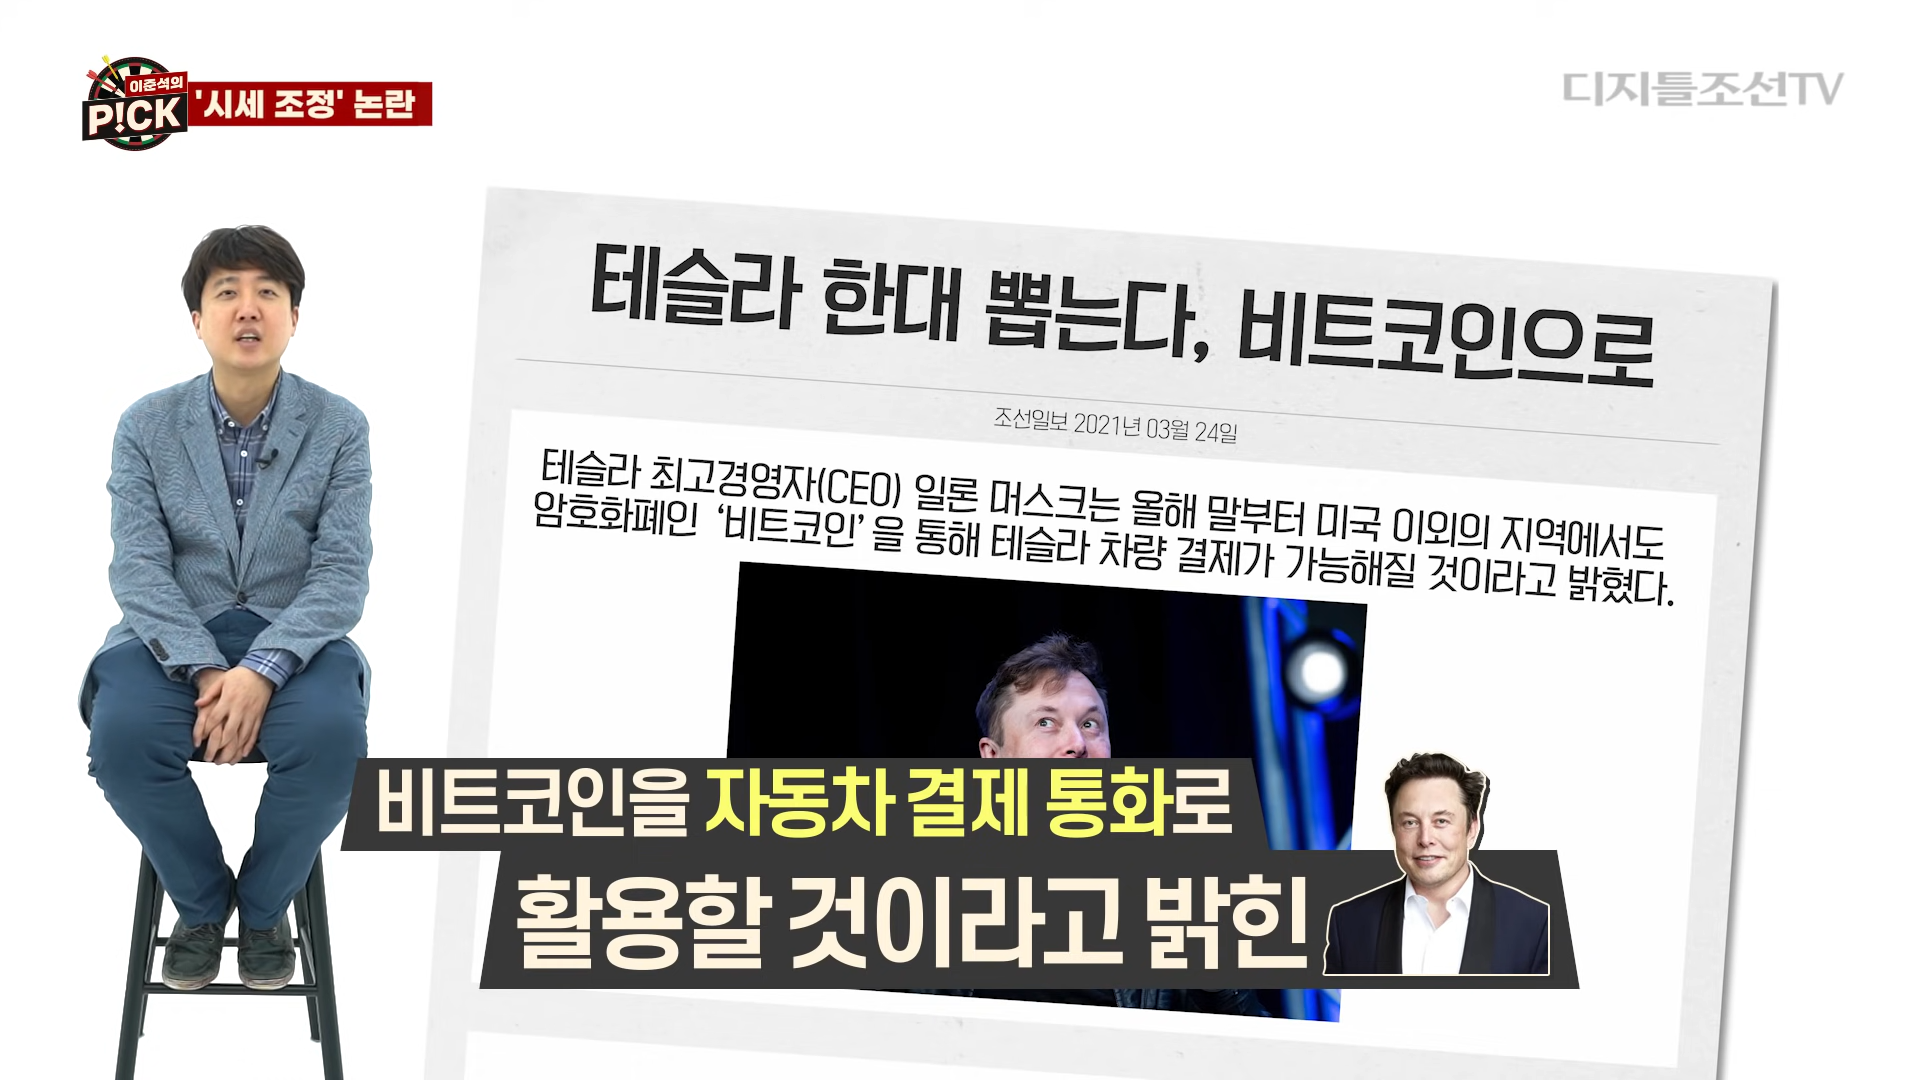 이준석의
P!CK
'시세 조정' 논란
디지틀조선TV
테슬라 한대 뽑는다, 비트코인으로
조선일보 2021년 03월 24일
테슬라 최고경영자(CEO) 일론 머스크는 올해 말부터 미국 이외의 지역에서도
암호화폐인 ‘비트코인’을 통해 테슬라 차량 결제가 가능해질 것이라고 밝혔다.
비트코인을 자동차 결제 통화로
활용할 것이라고 밝힌